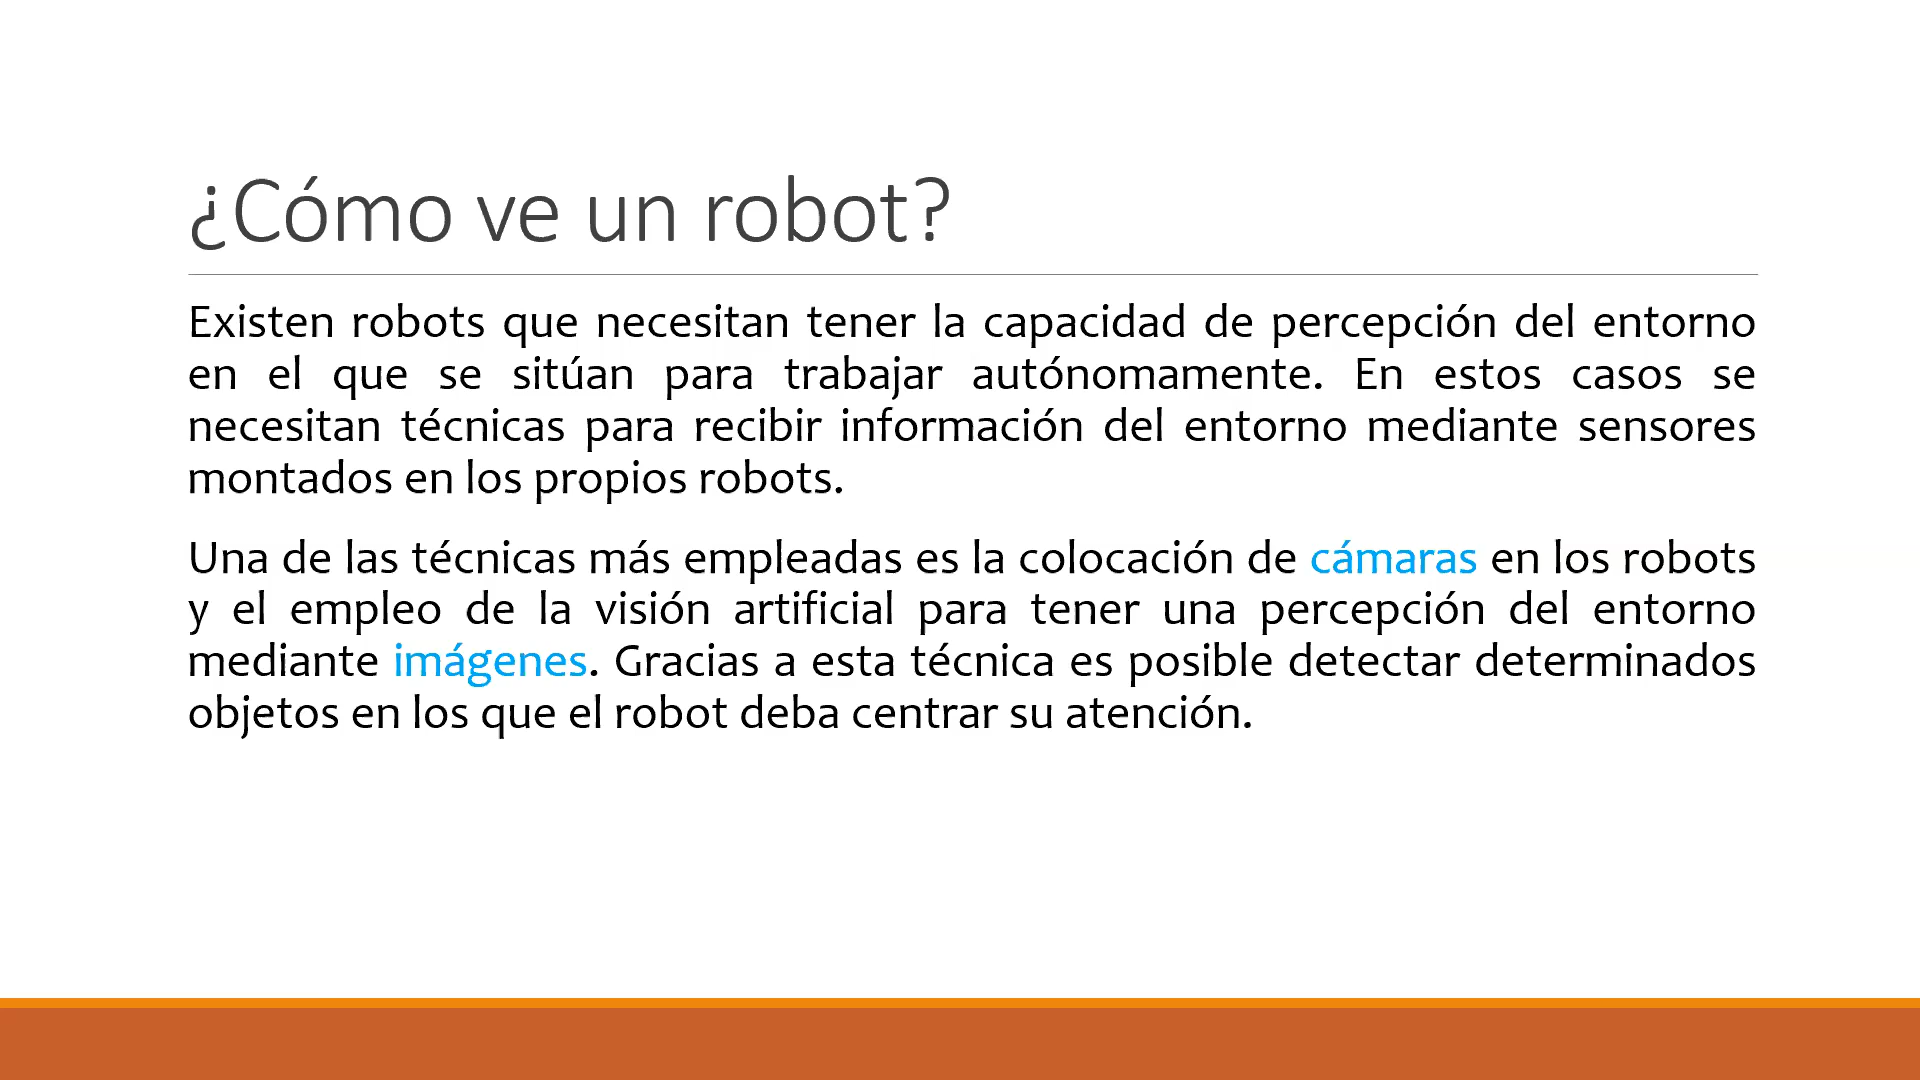 ¿Cómo ve un robot?
Existen robots que necesitan tener la capacidad de percepción del entorno
en el que se sitúan para trabajar autónomamente. En estos casos se
necesitan técnicas para recibir información del entorno mediante sensores
montados en los propios robots.
Una de las técnicas más empleadas es la colocación de cámaras en los robots
y el empleo de la visión artificial para tener una percepción del entorno
mediante imágenes. Gracias a esta técnica es posible detectar determinados
objetos en los que el robot deba centrar su atención.